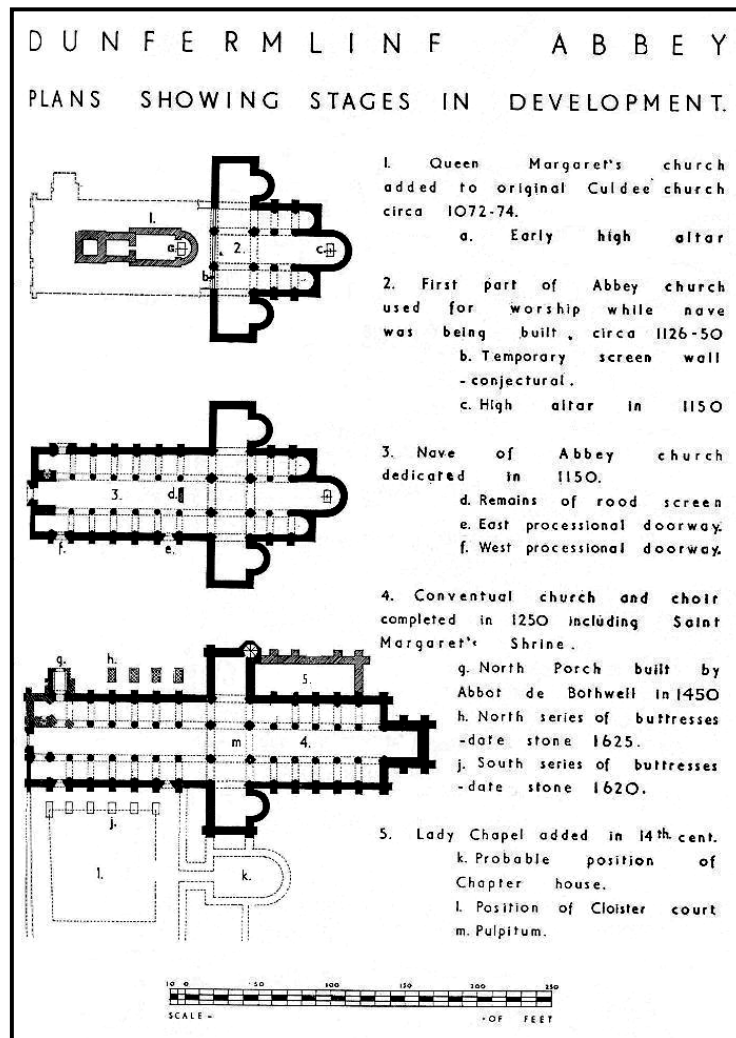 DUNFERMLINF ABBEY
PLANS SHOWING STAGES IN DEVELOPMENT.
1. Queen Margaret's church
added to original Culdee church
circa 1072-74.
a. Early high altar
2. First part of Abbey church
used for worship while nave
was being built, circa 1126-50
b. Temporary screen wall
-conjectural.
c. High altar in 1150
3. Nave of Abbey church
dedicated in 1150.
d. Remains of rood screen
e. East processional doorway.
f. West processional doorway.
4. Conventual church and choir
completed in 1250 including Saint
Margaret's Shrine.
g. North Porch built by
Abbot de Bothwell in 1450
h. North series of buttresses
-date stone 1625.
j. South series of buttresses
-date stone 1620.
5. Lady Chapel added in 14th. cent.
k. Probable position of
Chapter house.
l. Position of Cloister court
m. Pulpitum.
1.
a.
2.
c.
b.
3.
d.
f.
e.
g.
h.
5.
m
4.
j.
l.
k.
10 0 50 100 150 200 250
SCALE- -OF FEET